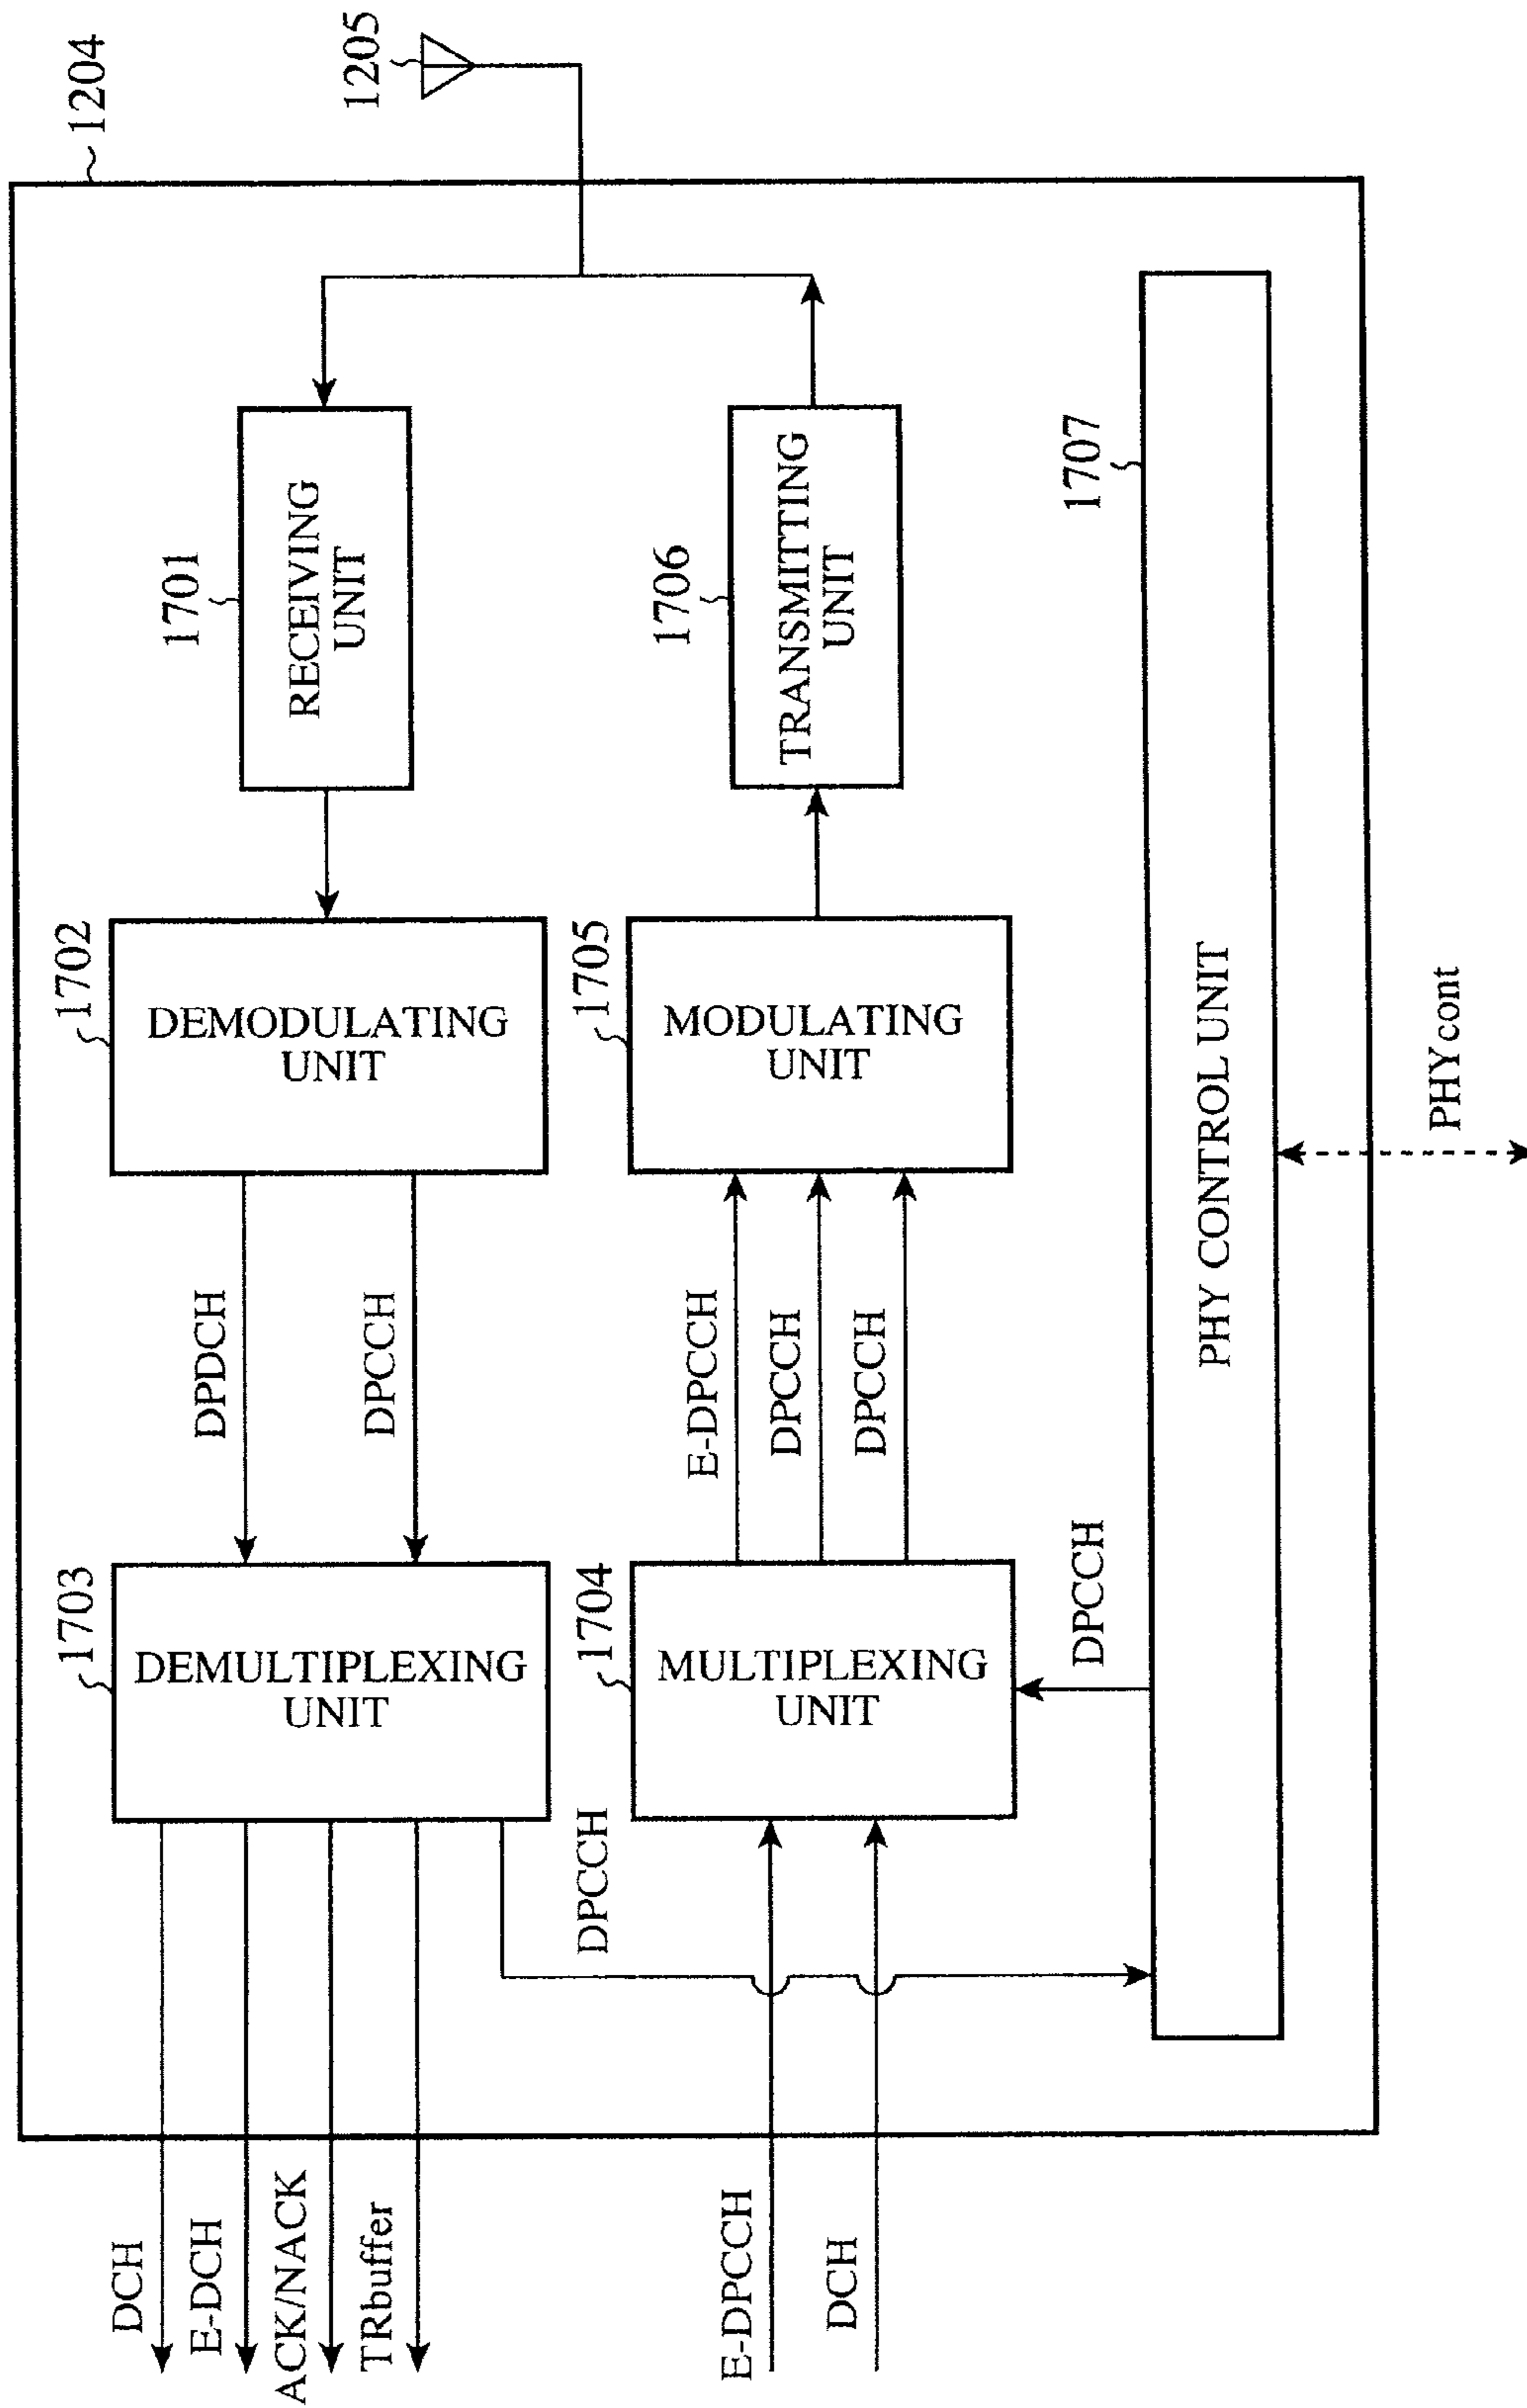 1204
1205
1703
DEMULTIPLEXING
UNIT
1702
DEMODULATING
UNIT
1701
RECEIVING
UNIT
DCH
E-DCH
ACK/NACK
TRbuffer
DPDCH
DPCCH
DPCCH
1704
MULTIPLEXING
UNIT
1705
MODULATING
UNIT
1706
TRANSMITTING
UNIT
E-DPCCH
DCH
E-DPCCH
DPCCH
DPCCH
DPCCH
1707
PHY CONTROL UNIT
PHYcont